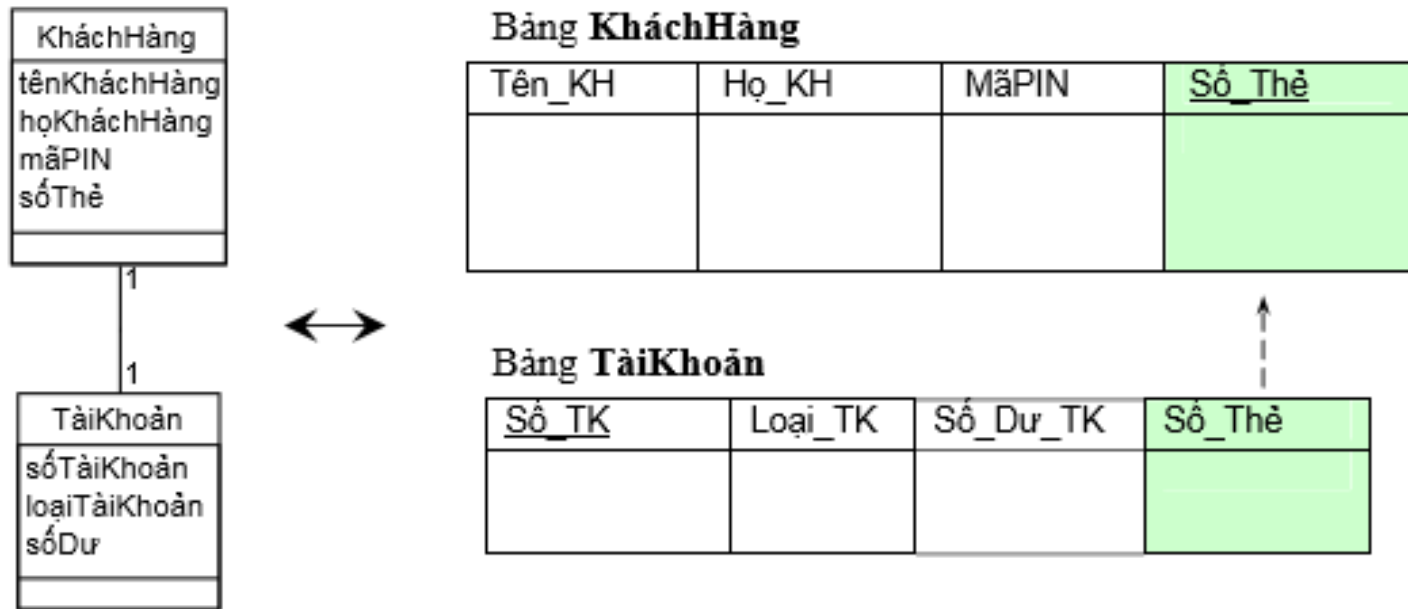 KháchHàng
tênKháchHàng
họKháchHàng
mãPIN
sốThẻ
1
1
TàiKhoản
sốTàiKhoản
loạiTàiKhoản
sốDư
Bảng KháchHàng
Tên_KH Họ_KH MãPIN Số_Thẻ
Bảng TàiKhoản
Số_TK Loại_TK Số_Dư_TK Số_Thẻ